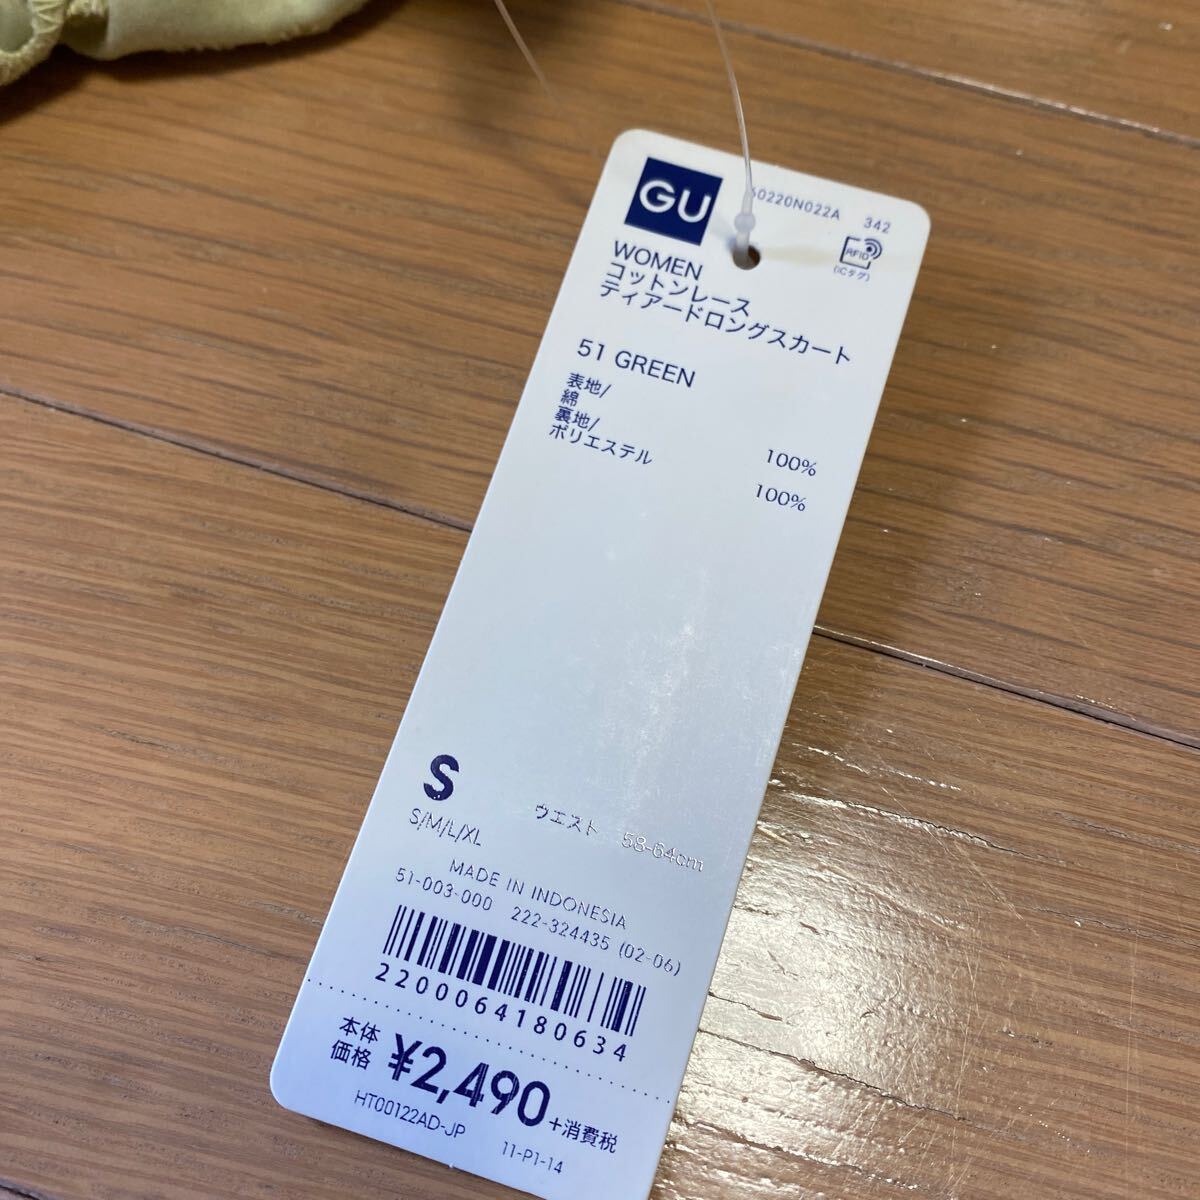 GU
60220N022A 342
RFID
(ICタグ)
WOMEN
コットンレース
ティアードロングスカート
51 GREEN
表地/
綿 100%
裏地/
ポリエステル 100%
S
S/M/L/XL
ウエスト 58-64cm
MADE IN INDONESIA
51-003-000 222-324435 (02-06)
2200064180634
本体
価格 ¥2,490 +消費税
HT00122AD-JP 11-P1-14